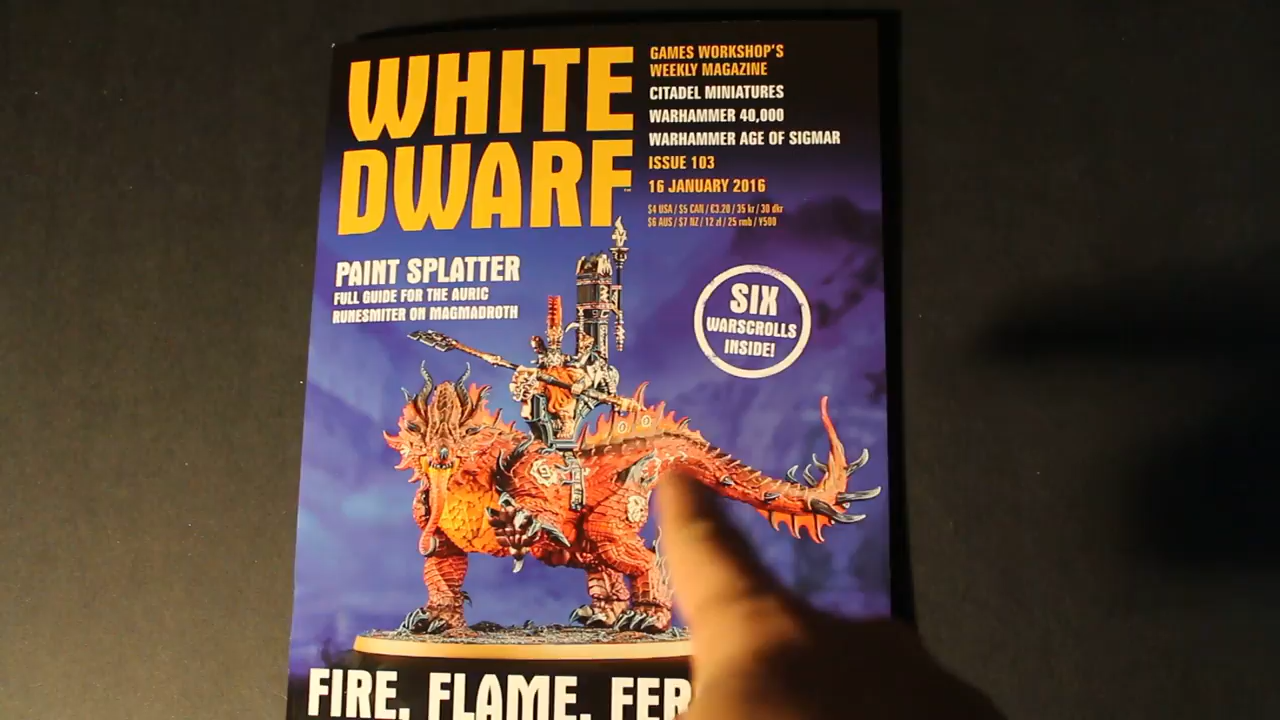 WHITE
DWARF
GAMES WORKSHOP'S
WEEKLY MAGAZINE
CITADEL MINIATURES
WARHAMMER 40,000
WARHAMMER AGE OF SIGMAR
ISSUE 103
16 JANUARY 2016
$4 USA / $5 CAN / €3.20 / 35 kr / 30 dkr
$6 AUS / $7 NZ / 12 zł / 25 rmb / ¥500
PAINT SPLATTER
FULL GUIDE FOR THE AURIC
RUNESMITER ON MAGMADROTH
SIX
WARSCROLLS
INSIDE!
FIRE, FLAME, FER